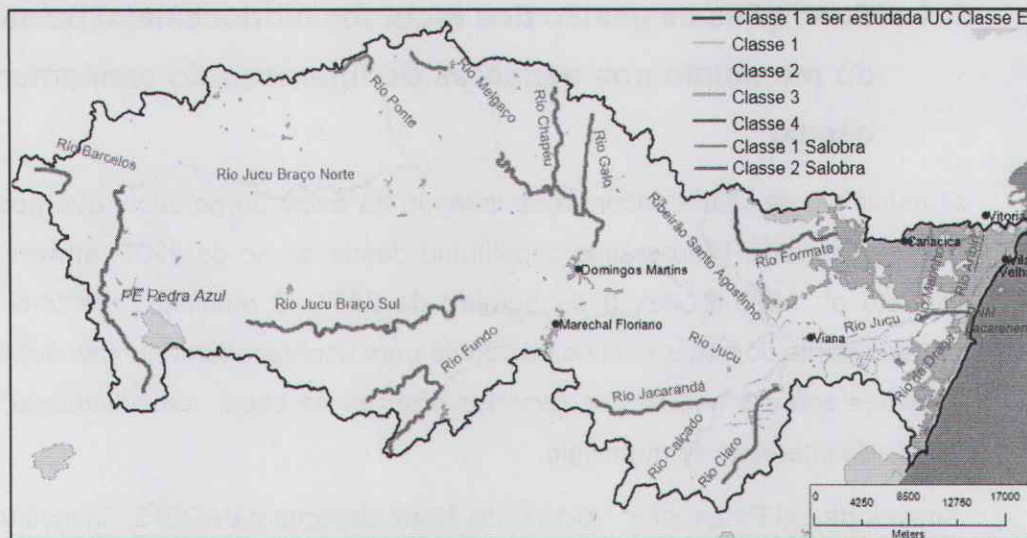 Classe 1 a ser estudada UC Classe E
Classe 1
Classe 2
Classe 3
Classe 4
Classe 1 Salobra
Classe 2 Salobra
Rio Melgaço
Rio Ponte
Rio Chapéu
Rio Galo
Rio Barcelos
Rio Jucu Braço Norte
Ribeirão Santo Agostinho
Vitória
Cariacica
Rio Formate
Vila
Velha
Domingos Martins
PE Pedra Azul
Rio Jucu Braço Sul
Marechal Floriano
Rio Jucu
Viana
Rio Jucu
Rio Fundo
Rio Jacarandá
Rio Calçado
Rio Claro
0
4250
8500
12750
17000
Meters